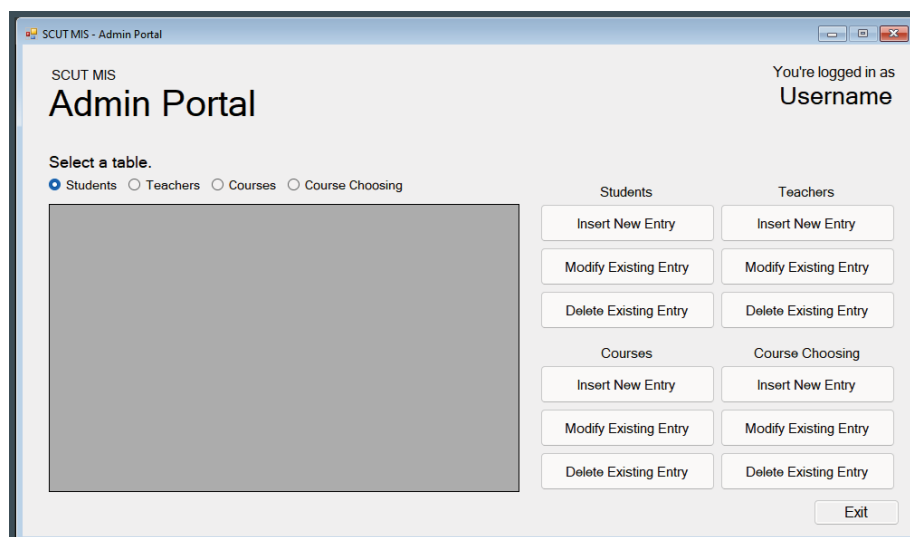 SCUT MIS - Admin Portal
SCUT MIS
Admin Portal
You're logged in as
Username
Select a table.
Students Teachers Courses Course Choosing
Students Teachers
Insert New Entry Insert New Entry
Modify Existing Entry Modify Existing Entry
Delete Existing Entry Delete Existing Entry
Courses Course Choosing
Insert New Entry Insert New Entry
Modify Existing Entry Modify Existing Entry
Delete Existing Entry Delete Existing Entry
Exit